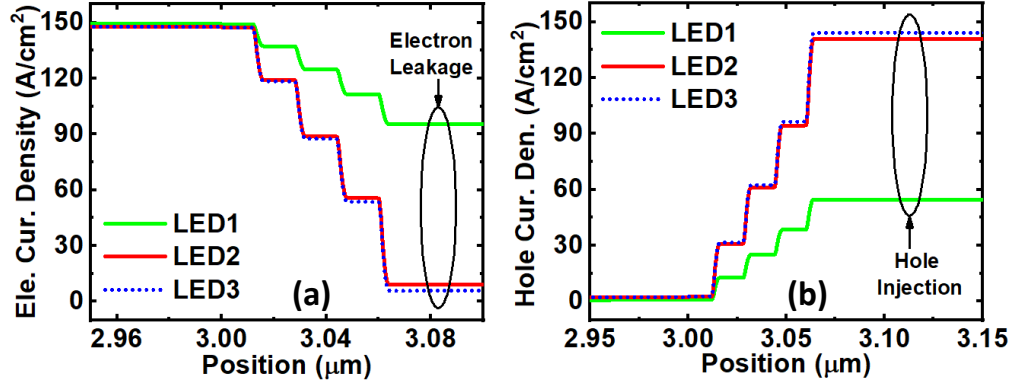 Ele. Cur. Density (A/cm²)
150
120
90
60
30
0
Electron
Leakage
LED1
LED2
LED3
(a)
2.96 3.00 3.04 3.08
Position (μm)
Hole Cur. Den. (A/cm²)
150
120
90
60
30
0
LED1
LED2
LED3
Hole
Injection
(b)
2.95 3.00 3.05 3.10 3.15
Position (μm)